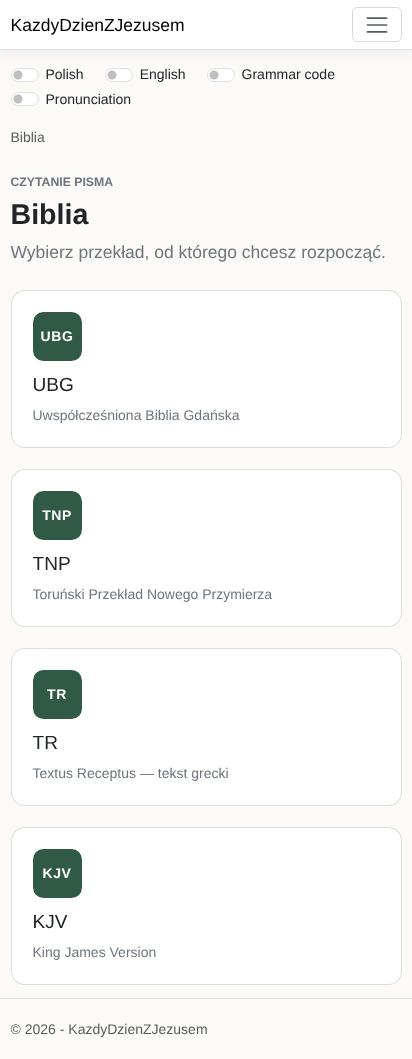 KazdyDzienZJezusem
Polish English Grammar code
Pronunciation
Biblia
CZYTANIE PISMA
Biblia
Wybierz przekład, od którego chcesz rozpocząć.
UBG
UBG
Uwspółcześniona Biblia Gdańska
TNP
TNP
Toruński Przekład Nowego Przymierza
TR
TR
Textus Receptus — tekst grecki
KJV
KJV
King James Version
© 2026 - KazdyDzienZJezusem